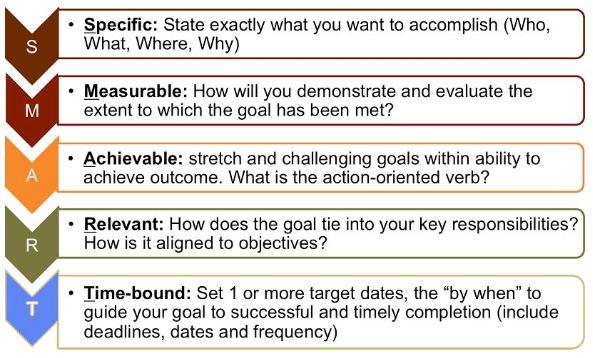 S
• Specific: State exactly what you want to accomplish (Who,
What, Where, Why)
M
• Measurable: How will you demonstrate and evaluate the
extent to which the goal has been met?
A
• Achievable: stretch and challenging goals within ability to
achieve outcome. What is the action-oriented verb?
R
• Relevant: How does the goal tie into your key responsibilities?
How is it aligned to objectives?
T
• Time-bound: Set 1 or more target dates, the “by when” to
guide your goal to successful and timely completion (include
deadlines, dates and frequency)